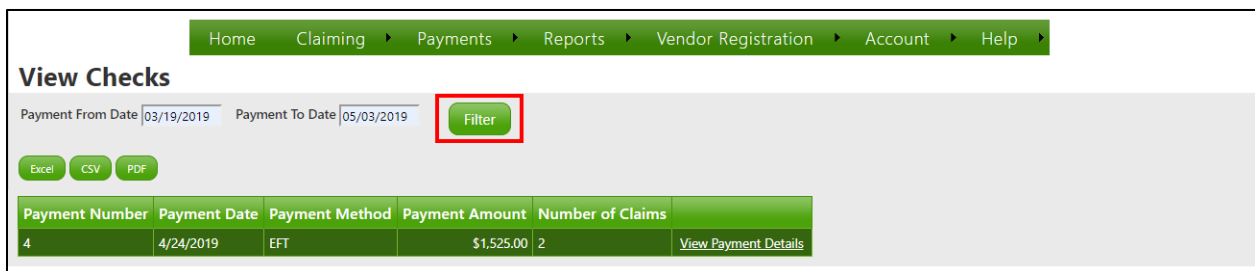 Home Claiming Payments Reports Vendor Registration Account Help
View Checks
Payment From Date 03/19/2019 Payment To Date 05/03/2019 Filter
Excel CSV PDF
Payment Number Payment Date Payment Method Payment Amount Number of Claims
4 4/24/2019 EFT $1,525.00 2 View Payment Details